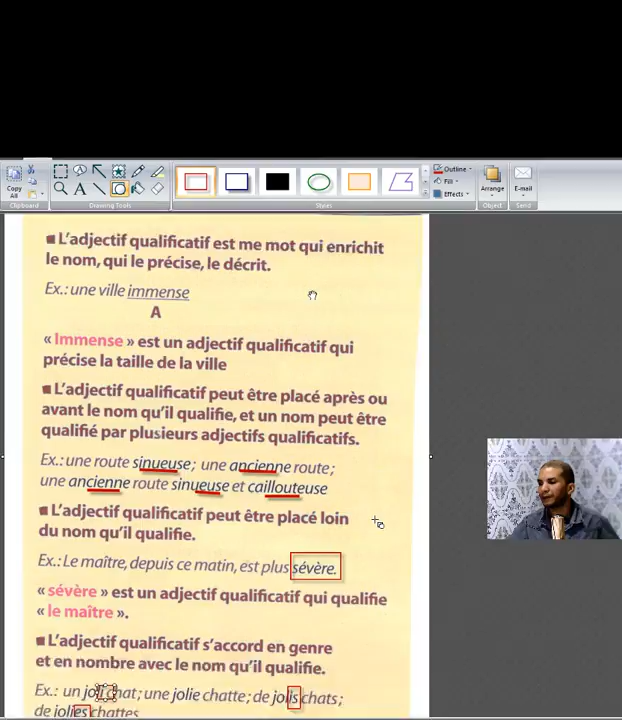 Copy
All
Clipboard
Drawing Tools
Styles
Outline
Fill
Effects
Arrange
Object
E-mail
Send
L'adjectif qualificatif est me mot qui enrichit
le nom, qui le précise, le décrit.
Ex.: une ville immense
A
« Immense » est un adjectif qualificatif qui
précise la taille de la ville
L'adjectif qualificatif peut être placé après ou
avant le nom qu'il qualifie, et un nom peut être
qualifié par plusieurs adjectifs qualificatifs.
Ex.: une route sinueuse; une ancienne route;
une ancienne route sinueuse et caillouteuse
L'adjectif qualificatif peut être placé loin
du nom qu'il qualifie.
Ex.: Le maître, depuis ce matin, est plus sévère.
« sévère » est un adjectif qualificatif qui qualifie
« le maître ».
L'adjectif qualificatif s'accord en genre
et en nombre avec le nom qu'il qualifie.
Ex.: un joli chat; une jolie chatte; de jolis chats;
de jolies chattes